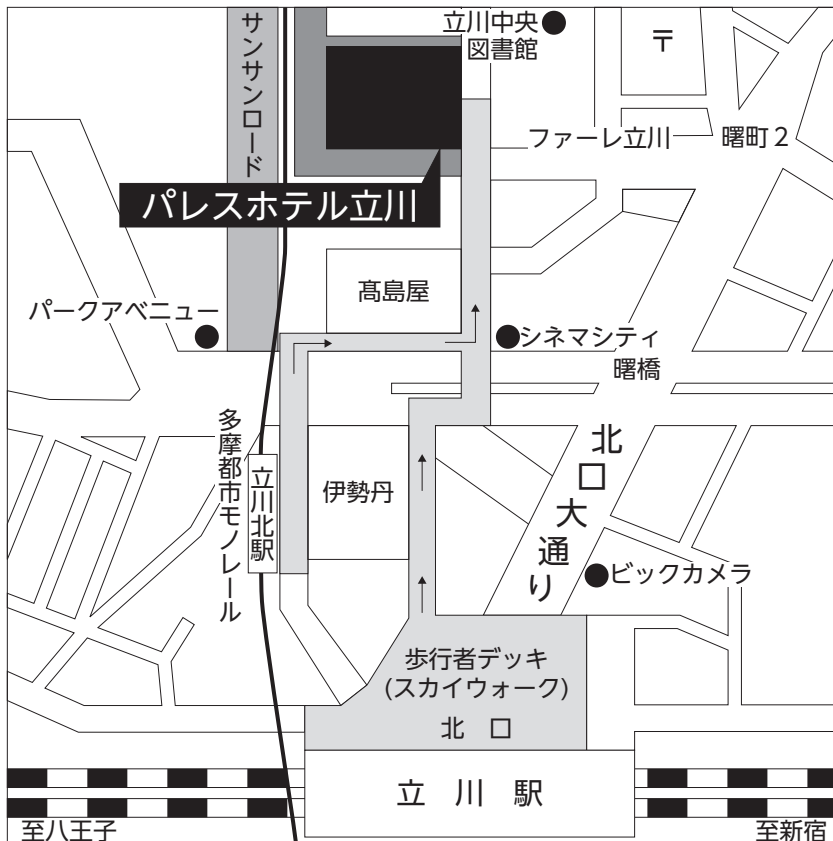 サンサンロード
立川中央
図書館
〒
ファーレ立川
曙町2
パレスホテル立川
髙島屋
パークアベニュー
シネマシティ
曙橋
多摩都市モノレール
立川北駅
伊勢丹
北口大通り
ビックカメラ
歩行者デッキ
(スカイウォーク)
北 口
立 川 駅
至八王子
至新宿